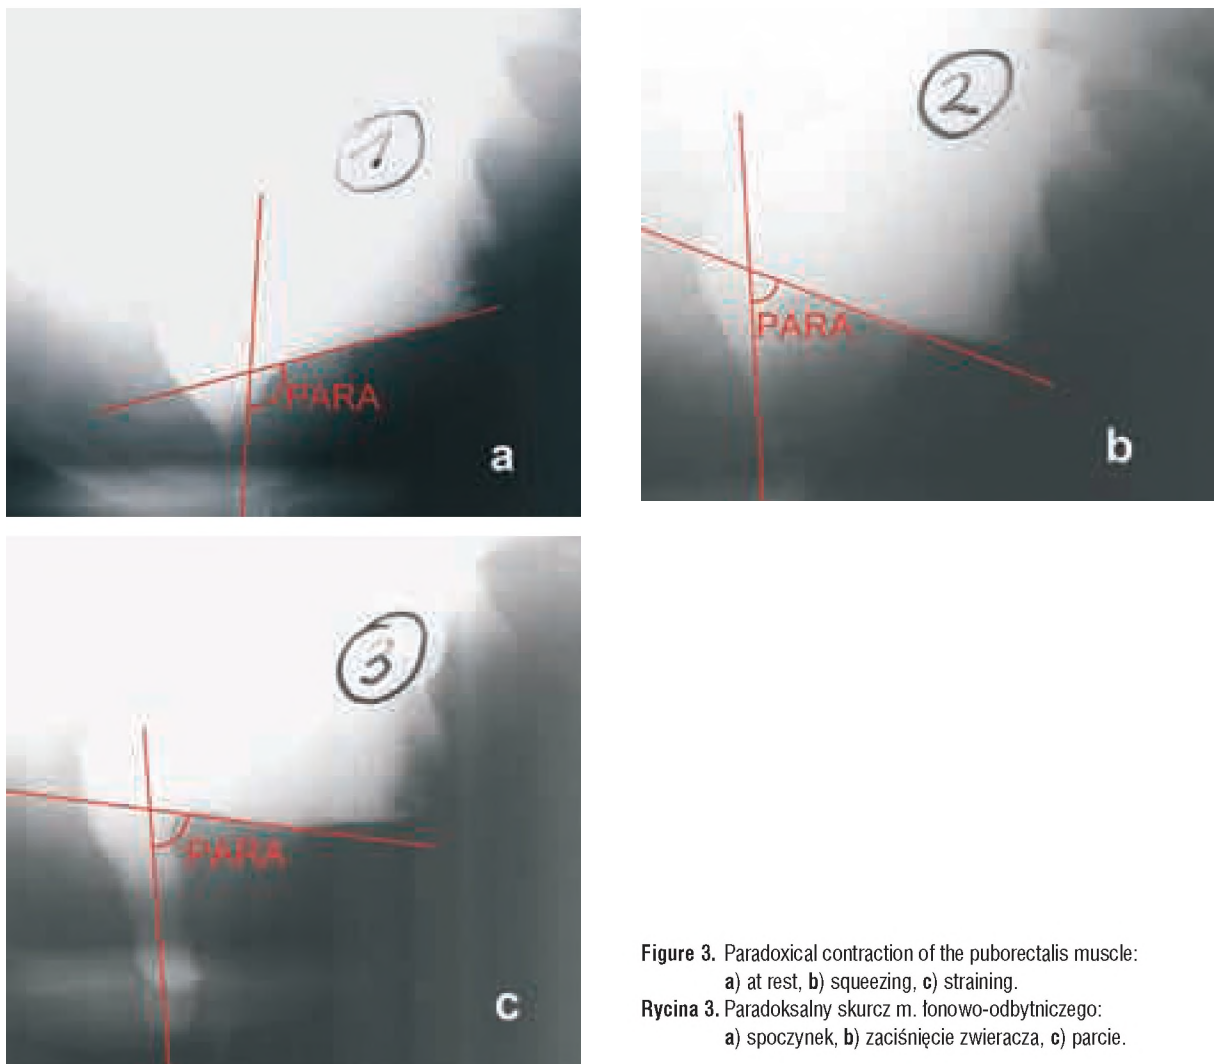 1
PARA
a
2
PARA
b
3
PARA
c
Figure 3. Paradoxical contraction of the puborectalis muscle:
a) at rest, b) squeezing, c) straining.
Rycina 3. Paradoksalny skurcz m. łonowo-odbytniczego:
a) spoczynek, b) zaciśnięcie zwieracza, c) parcie.